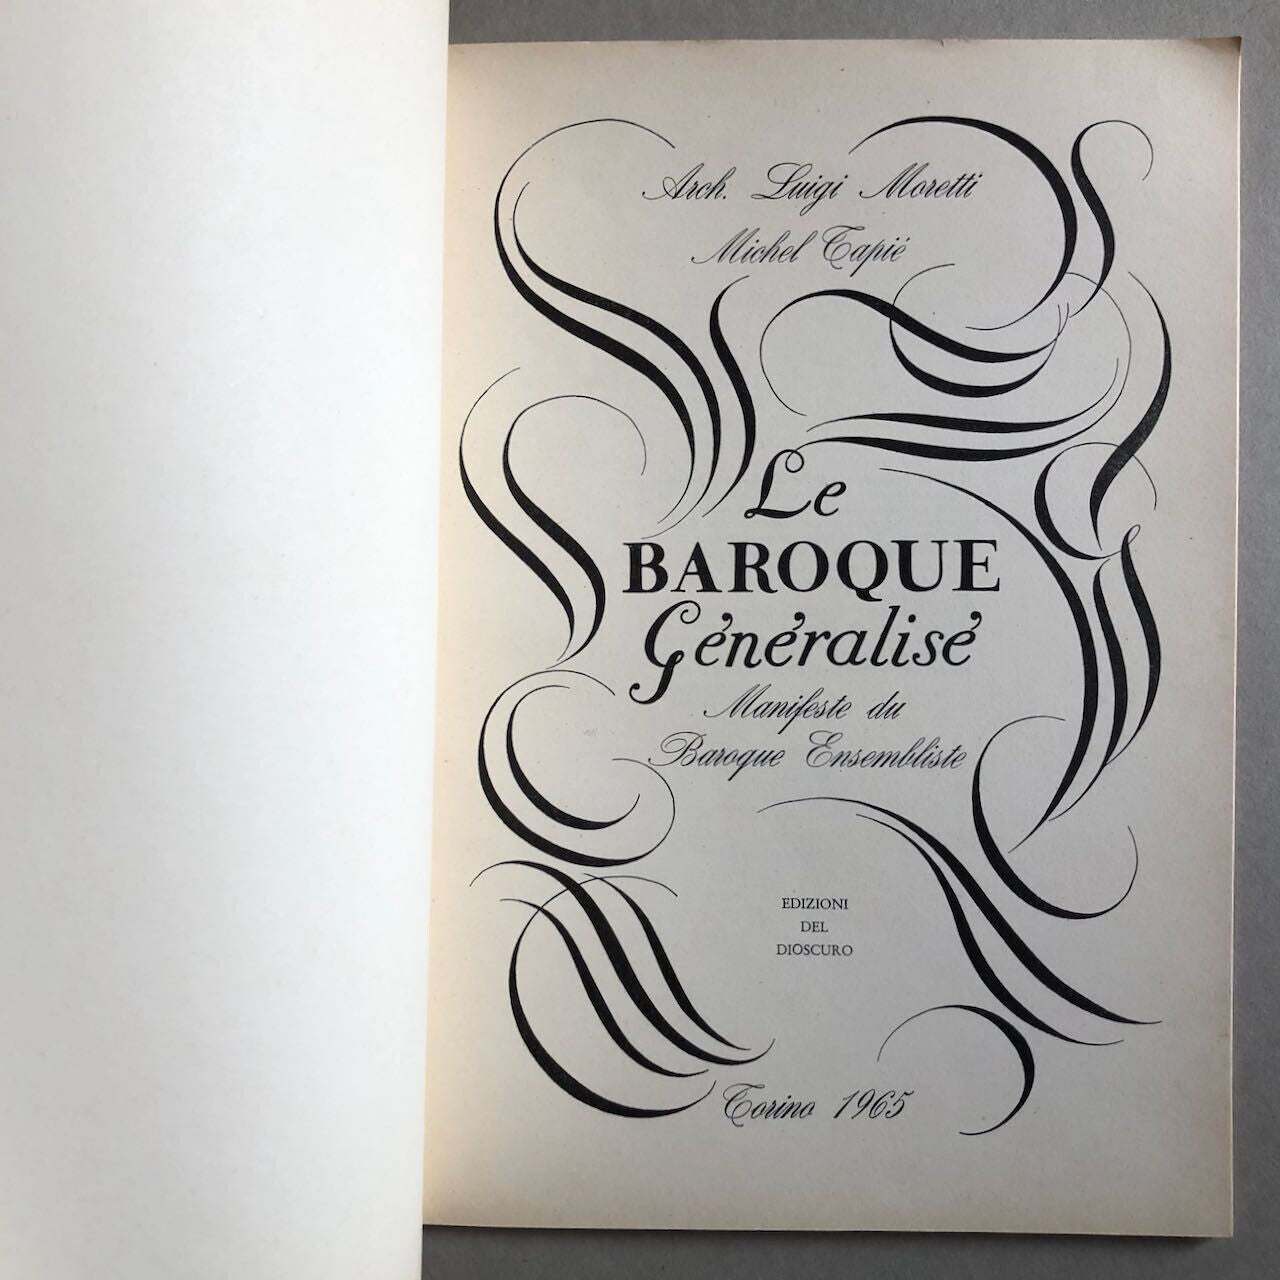 Arch. Luigi Moretti
Michel Tapié
Le
BAROQUE
Généralisé
Manifeste du
Baroque Ensembliste
EDIZIONI
DEL
DIOSCURO
Torino 1965